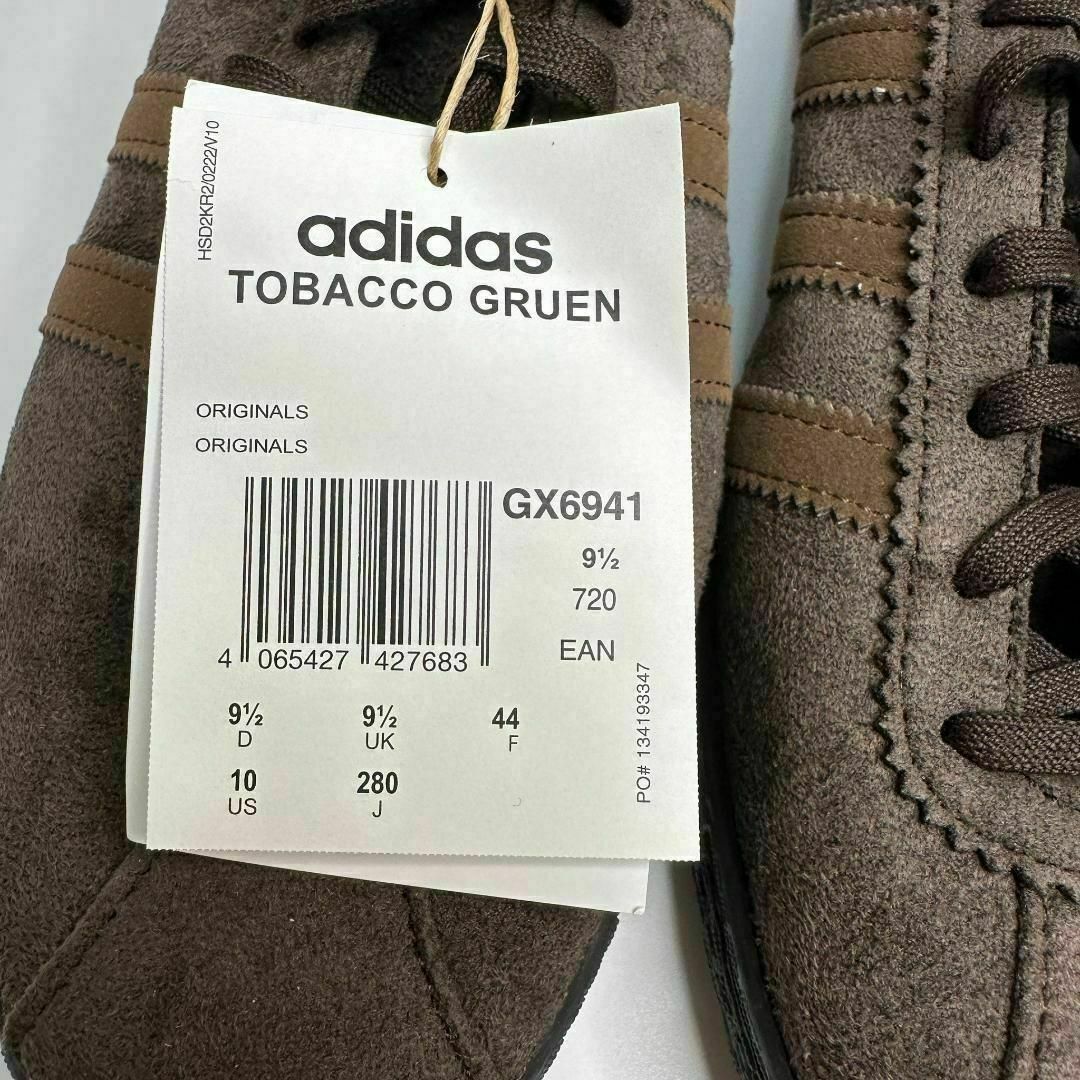 HSD2KR2/0222/V10
adidas
TOBACCO GRUEN
ORIGINALS
ORIGINALS
GX6941
9½
720
EAN
4 065427 427683
9½ 9½ 44
D UK F
10 280
US J
PO# 134193347